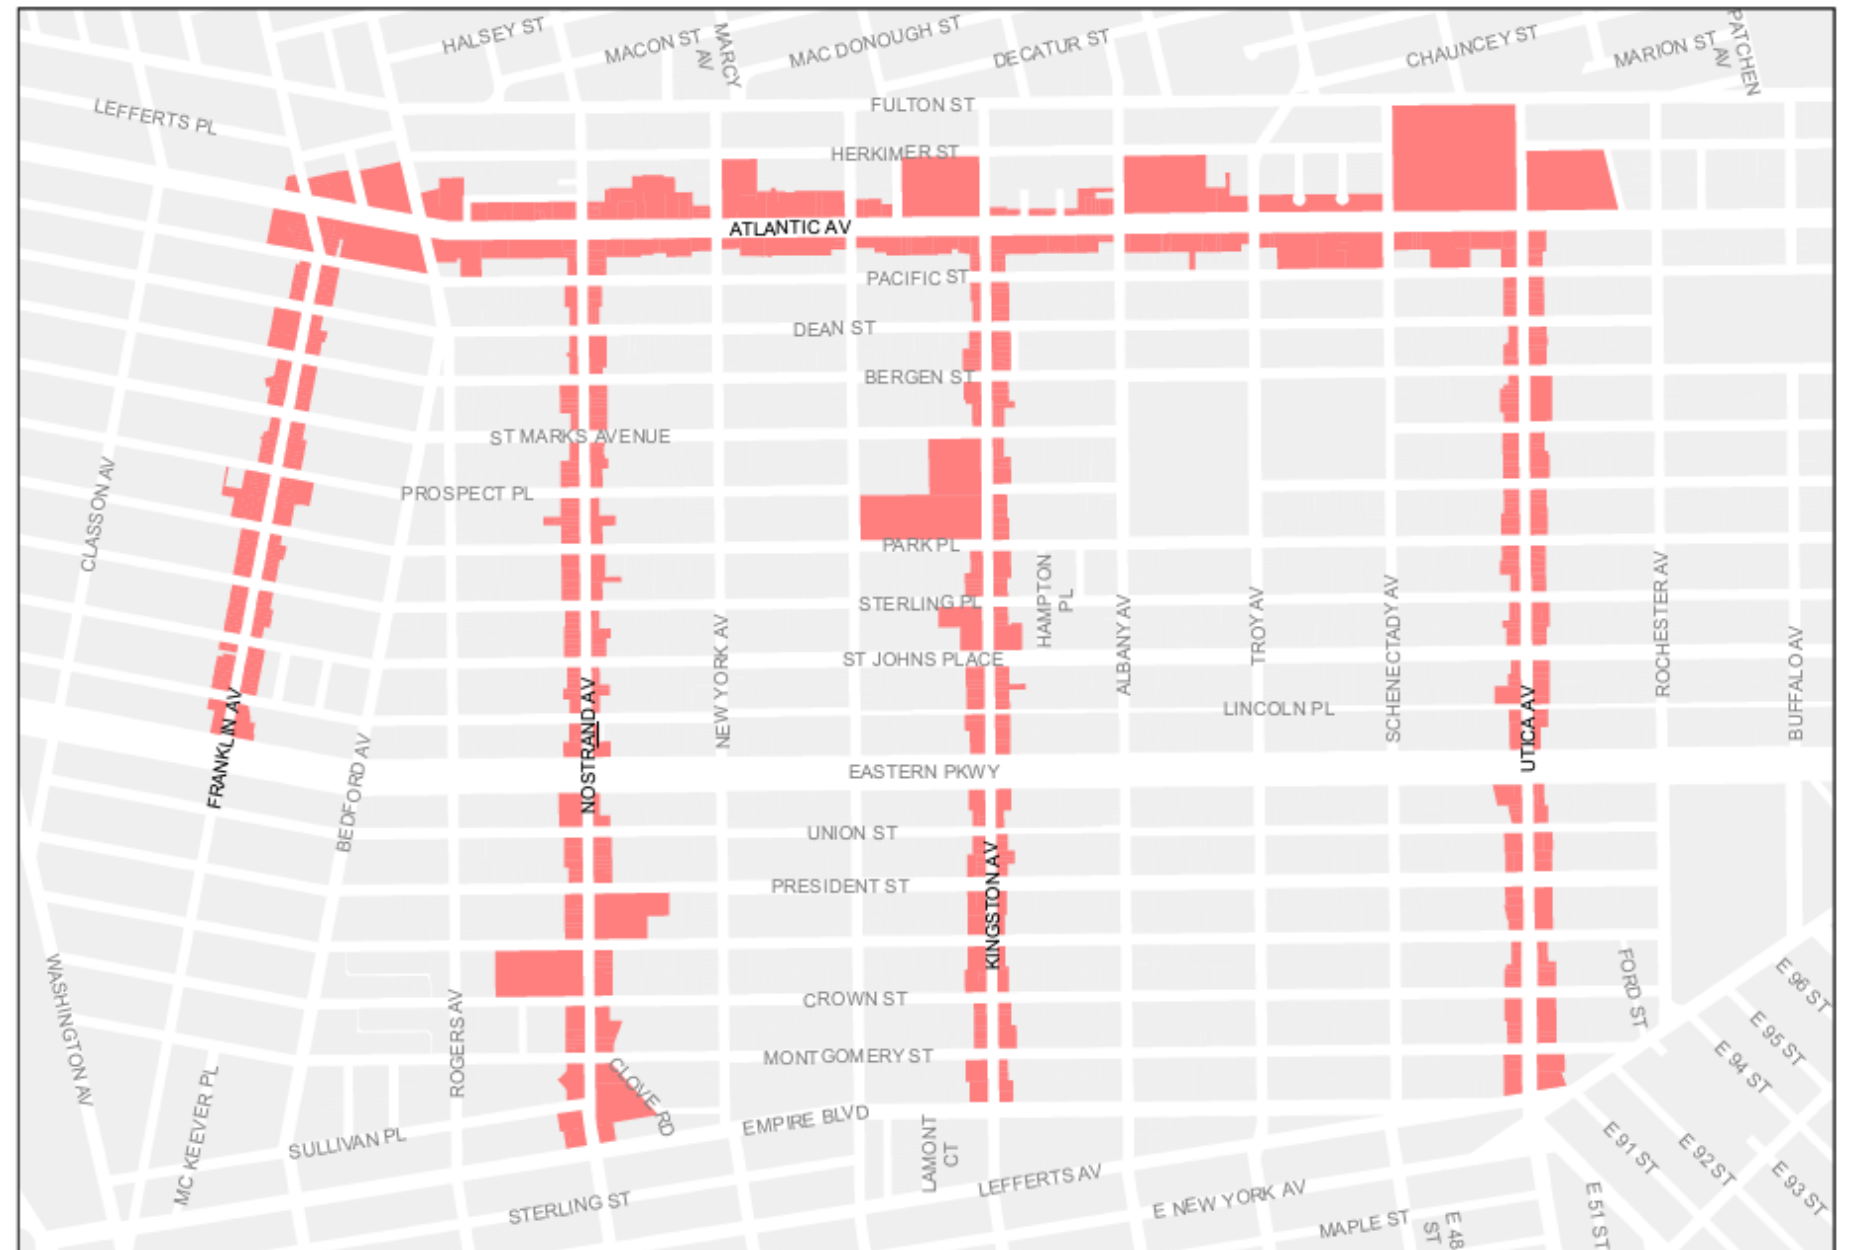 HALSEY ST
MACON ST
MARCY
AV
MAC DONOUGH ST
DECATUR ST
CHAUNCEY ST
MARION ST
PATCHEN
AV
LEFFERTS PL
FULTON ST
HERKIMER ST
ATLANTIC AV
PACIFIC ST
DEAN ST
BERGEN ST
ST MARKS AVENUE
PROSPECT PL
CLASSON AV
PARK PL
STERLING PL
HAMPTON
PL
ALBANY AV
TROY AV
SCHENECTADY AV
ROCHESTER AV
BUFFALO AV
ST JOHNS PLACE
NEW YORK AV
LINCOLN PL
FRANKLIN AV
NOSTRAND AV
UTICA AV
BEDFORD AV
EASTERN PKWY
UNION ST
KINGSTON AV
PRESIDENT ST
WASHINGTON AV
ROGERS AV
CROWN ST
FORD ST
E 96 ST
E 95 ST
E 94 ST
MONTGOMERY ST
CLOVE RD
MC KEEVER PL
SULLIVAN PL
EMPIRE BLVD
LAMONT
CT
E 91 ST
E 92 ST
E 93 ST
LEFFERTS AV
E NEW YORK AV
STERLING ST
MAPLE ST
E 48
ST
E 51 ST